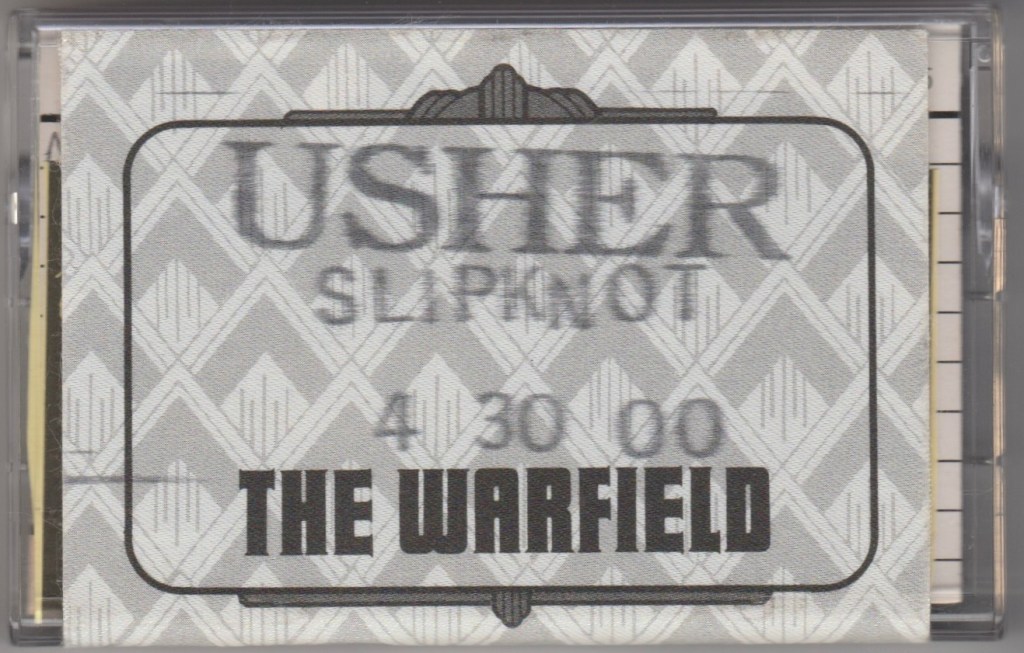 USHER
SLIPKNOT
4 30 00
THE WARFIELD